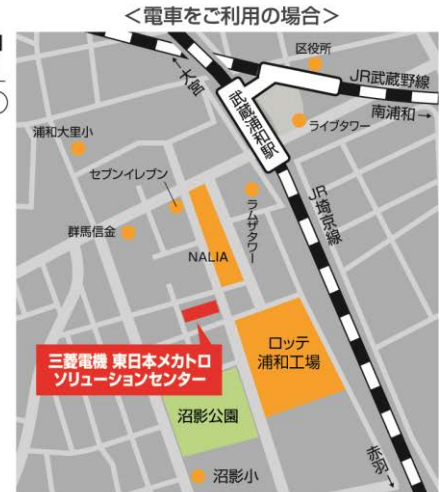 <電車をご利用の場合>
区役所
JR武蔵野線
↑大宮
南浦和→
武蔵浦和駅
ライブタワー
浦和大里小
セブンイレブン
JR埼京線
ラムザタワー
群馬信金
NALIA
ロッテ
浦和工場
三菱電機 東日本メカトロ
ソリューションセンター
沼影公園
沼影小
赤羽↓